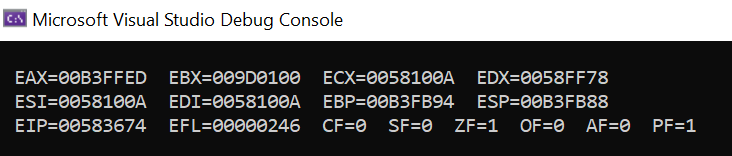 C:\ Microsoft Visual Studio Debug Console
EAX=00B3FFED EBX=009D0100 ECX=0058100A EDX=0058FF78
ESI=0058100A EDI=0058100A EBP=00B3FB94 ESP=00B3FB88
EIP=00583674 EFL=00000246 CF=0 SF=0 ZF=1 OF=0 AF=0 PF=1